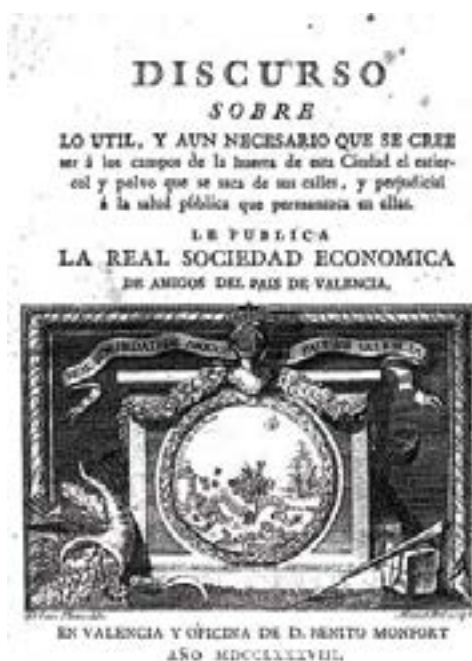 DISCURSO
SOBRE
LO UTIL, Y AUN NECESARIO QUE SE CREE
ser á los campos de la huerta de esta Ciudad el estier-
col y polvo que se saca de sus calles, y perjudicial
á la salud pública que permanezca en ellas.
LE PUBLICA
LA REAL SOCIEDAD ECONOMICA
DE AMIGOS DEL PAIS DE VALENCIA.
EN VALENCIA Y OFICINA DE D. BENITO MONFORT
AÑO MDCCLXXXVIII.